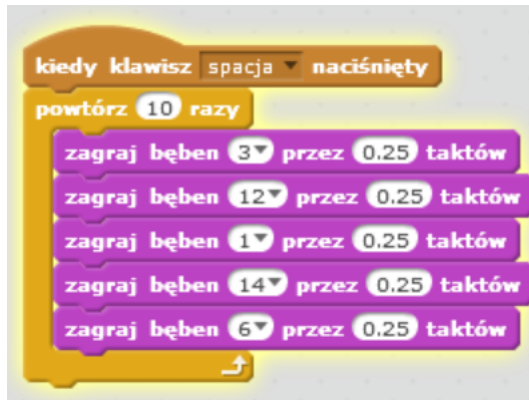 kiedy klawisz spacja naciśnięty
powtórz 10 razy
zagraj bęben 3 przez 0.25 taktów
zagraj bęben 12 przez 0.25 taktów
zagraj bęben 1 przez 0.25 taktów
zagraj bęben 14 przez 0.25 taktów
zagraj bęben 6 przez 0.25 taktów